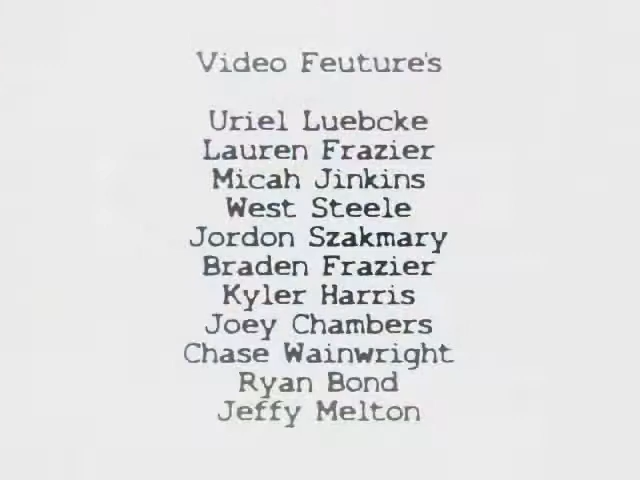 Video Feuture's
Uriel Luebcke
Lauren Frazier
Micah Jinkins
West Steele
Jordon Szakmary
Braden Frazier
Kyler Harris
Joey Chambers
Chase Wainwright
Ryan Bond
Jeffy Melton